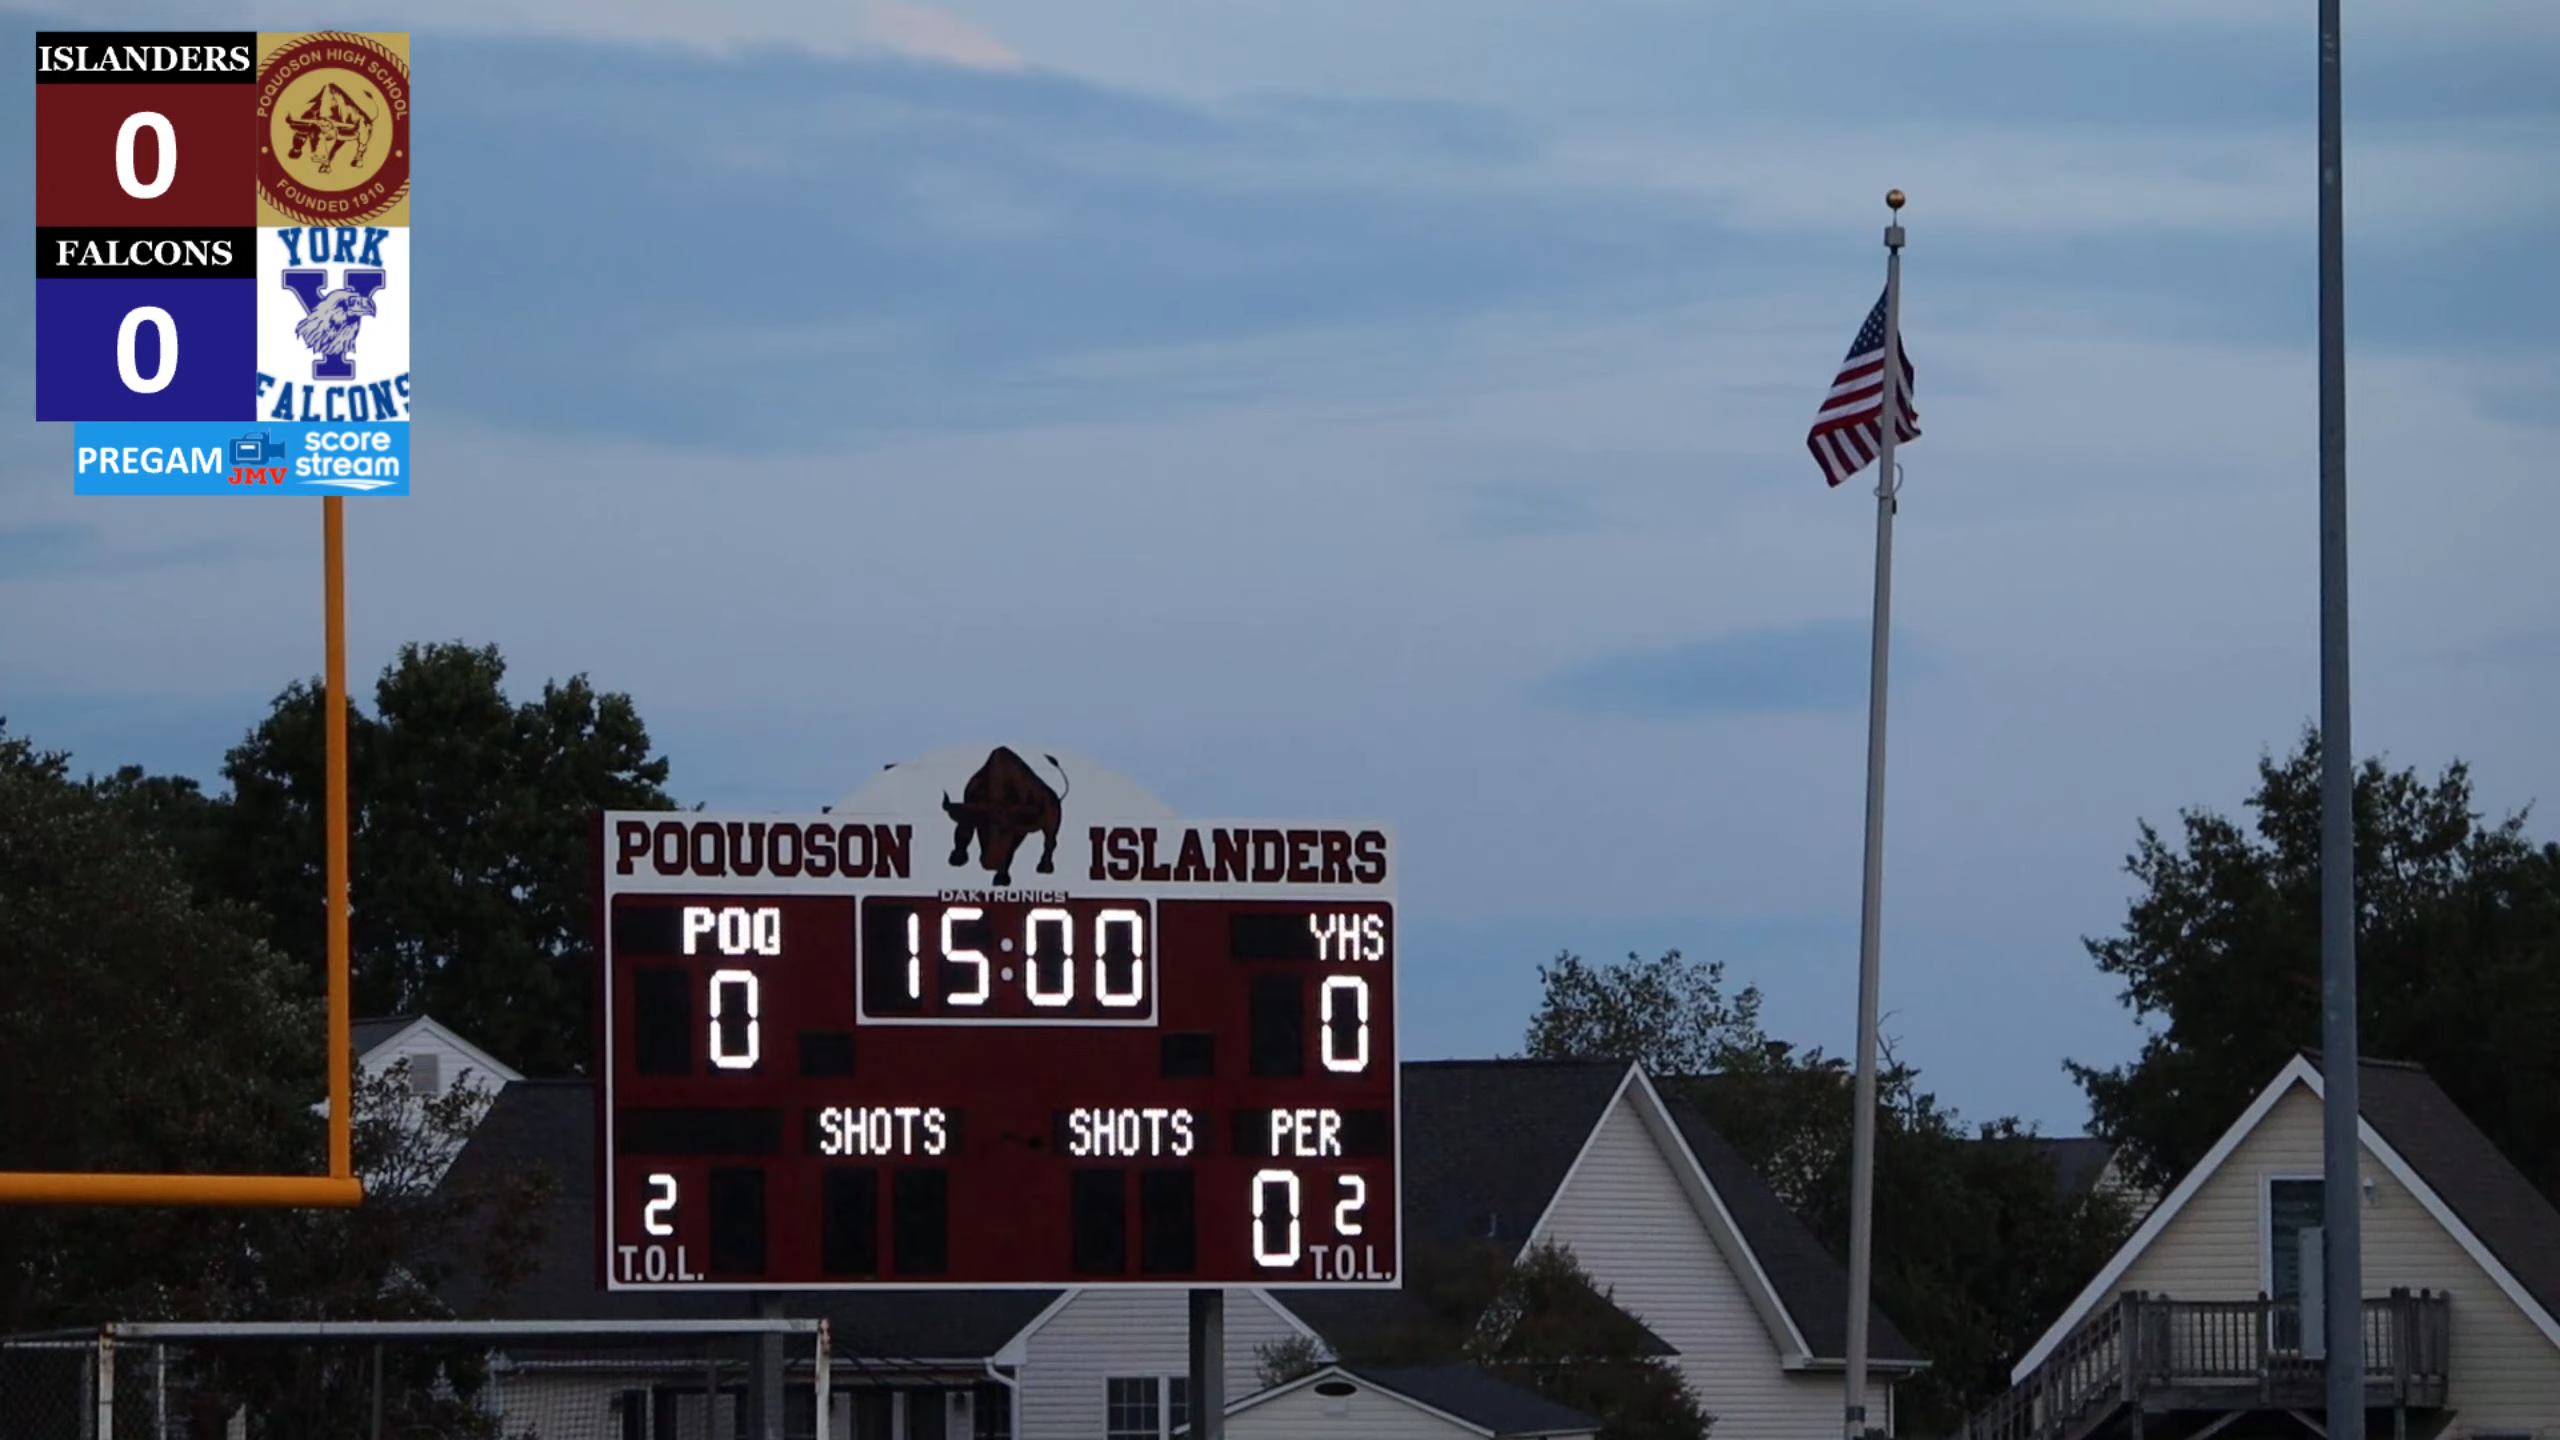 ISLANDERS
0
POQUOSON HIGH SCHOOL
FOUNDED 1910
FALCONS
0
YORK
Y
FALCONS
PREGAM
JMV
score
stream
POQUOSON ISLANDERS
DAKTRONICS
POQ 15:00 YHS
0 0
SHOTS SHOTS PER
2 0 2
T.O.L. T.O.L.